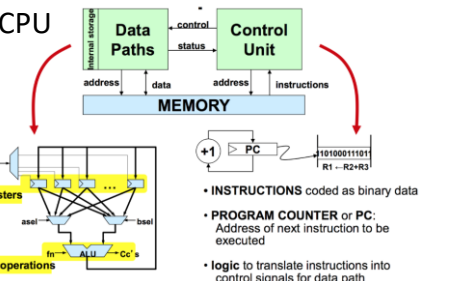 CPU
Internal storage
Data
Paths
control
status
Control
Unit
address
data
address
instructions
MEMORY
+1
PC
11010001110111
R1 ←R2+R3
...
asel
bsel
fn
ALU
Cc's
operations
• INSTRUCTIONS coded as binary data
• PROGRAM COUNTER or PC:
Address of next instruction to be
executed
• logic to translate instructions into
control signals for data path